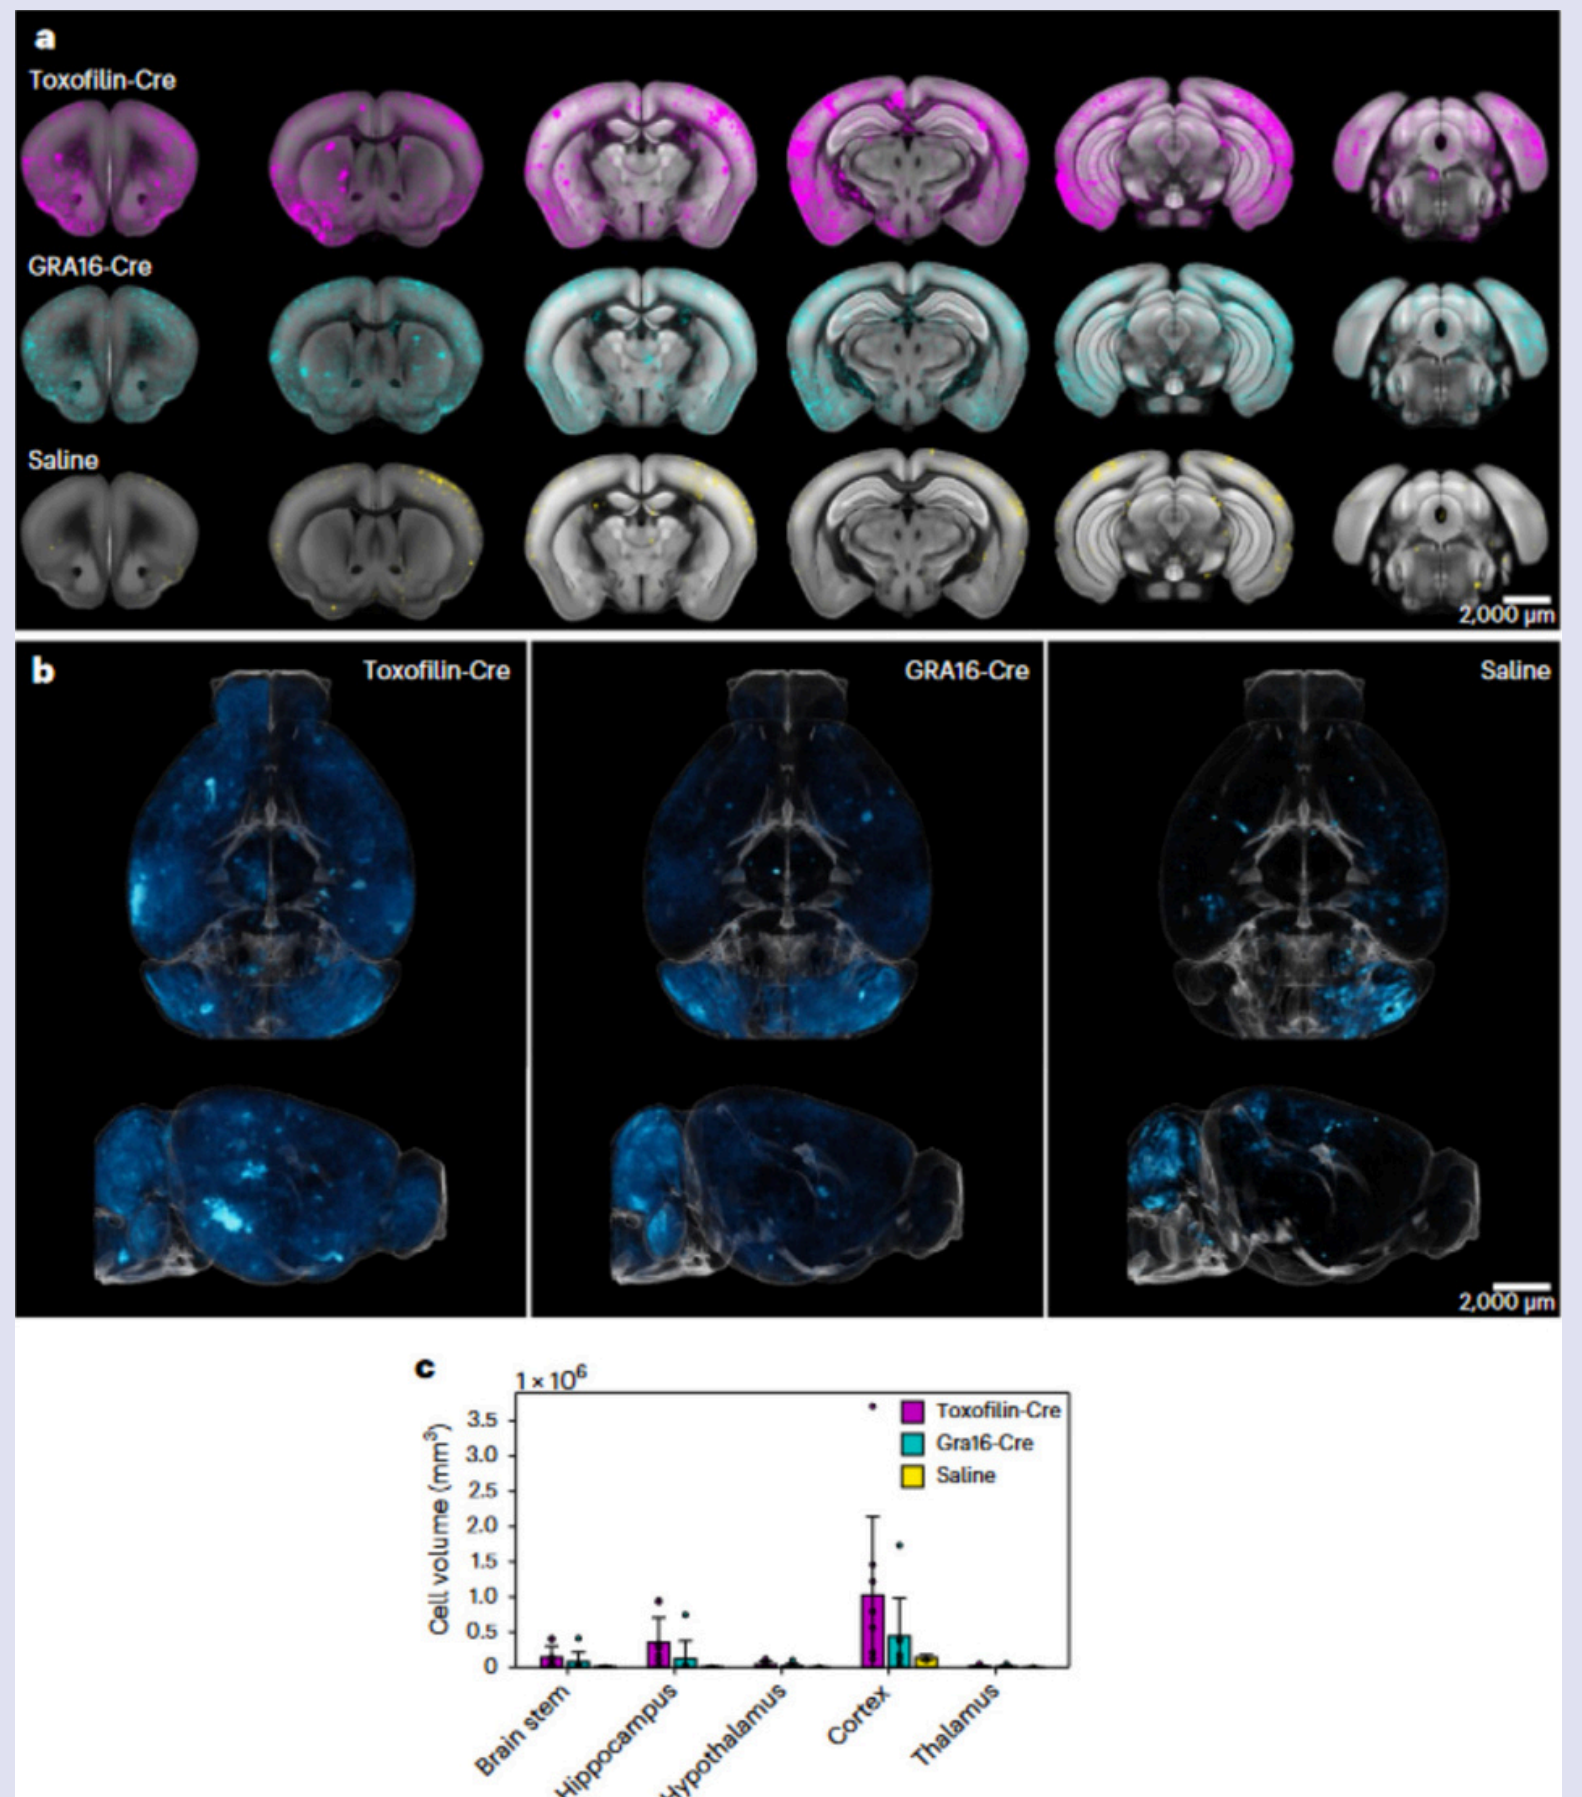 a
Toxofilin-Cre
GRA16-Cre
Saline
2,000 µm
b
Toxofilin-Cre
GRA16-Cre
Saline
2,000 µm
c
1 × 10⁶
Toxofilin-Cre
Gra16-Cre
Saline
Cell volume (mm³)
3.5
3.0
2.5
2.0
1.5
1.0
0.5
0
Brain stem
Hippocampus
Hypothalamus
Cortex
Thalamus